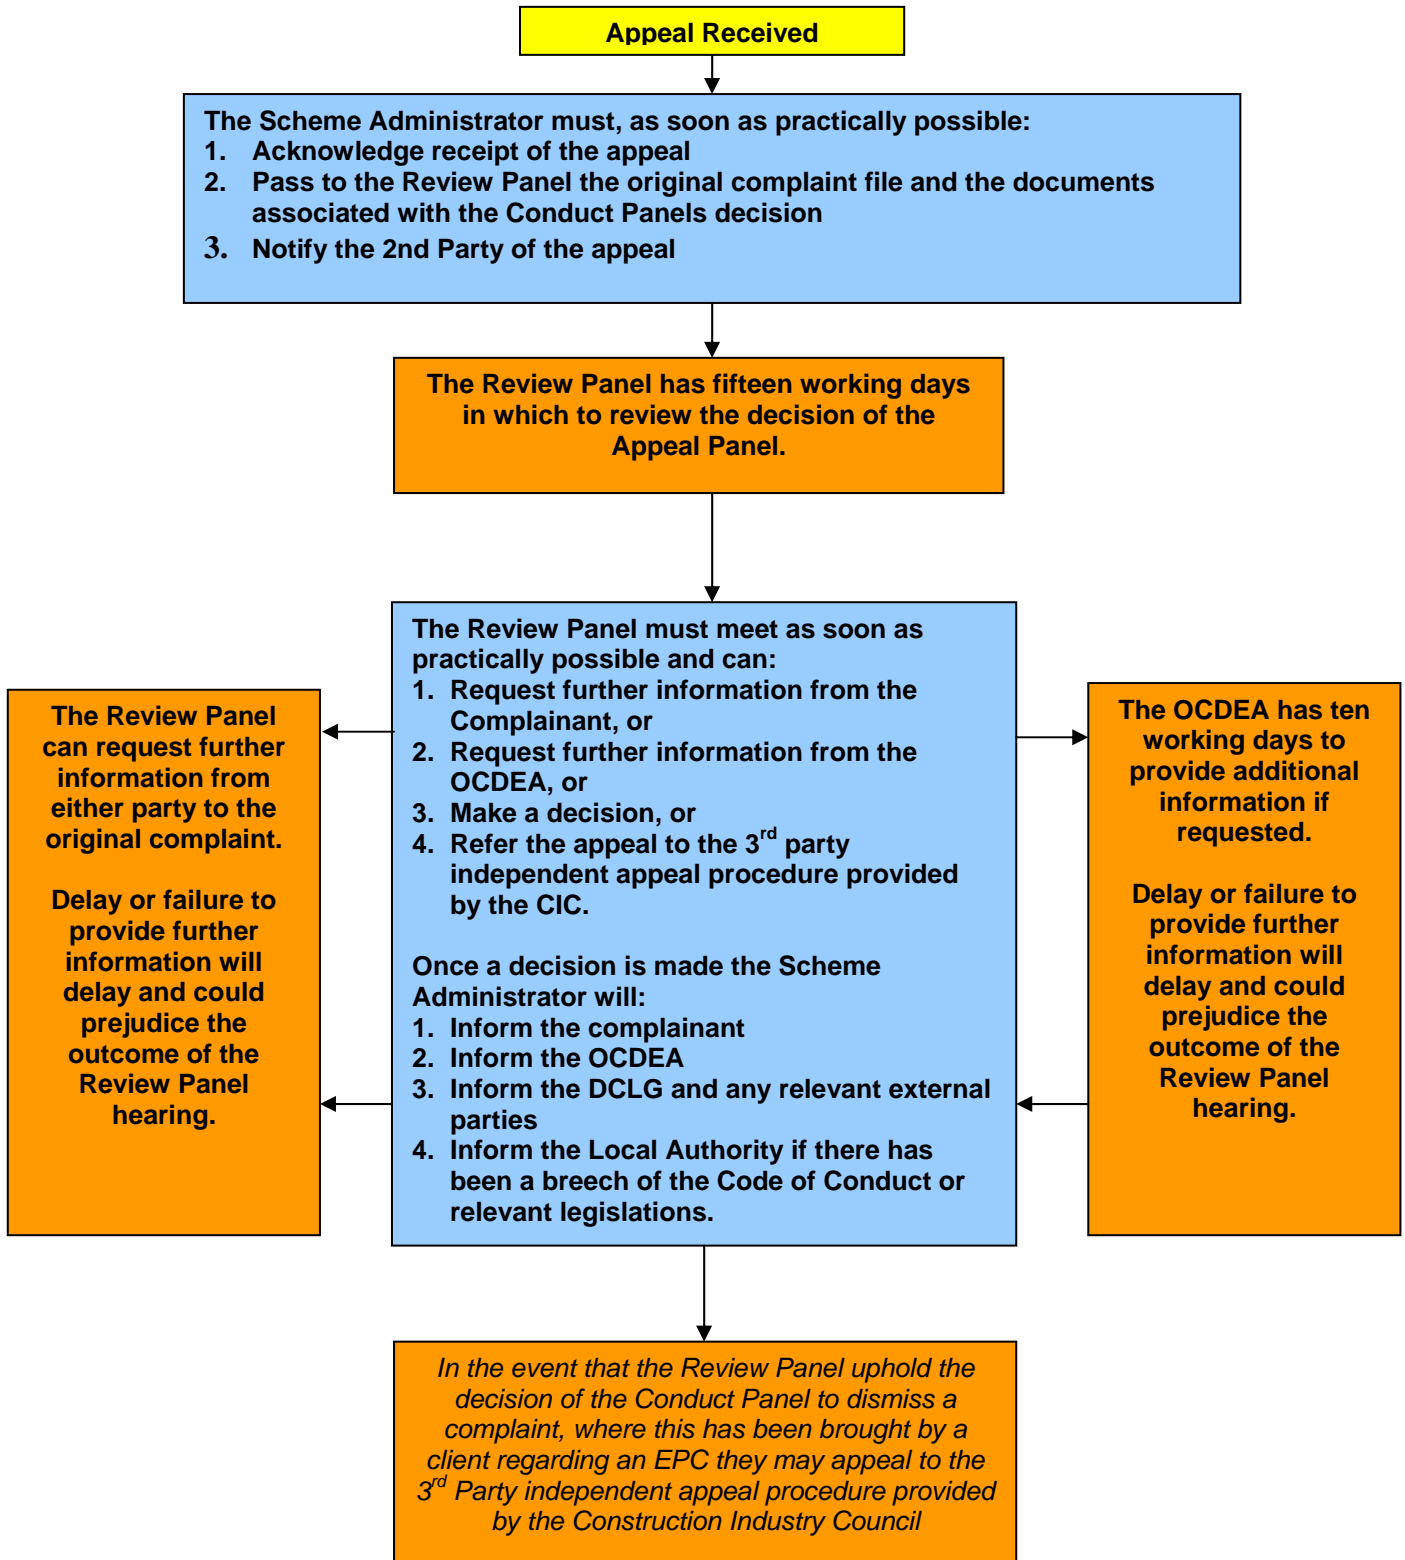 Appeal Received
The Scheme Administrator must, as soon as practically possible:
1. Acknowledge receipt of the appeal
2. Pass to the Review Panel the original complaint file and the documents
associated with the Conduct Panels decision
3. Notify the 2nd Party of the appeal
The Review Panel has fifteen working days
in which to review the decision of the
Appeal Panel.
The Review Panel must meet as soon as
practically possible and can:
1. Request further information from the
Complainant, or
2. Request further information from the
OCDEA, or
3. Make a decision, or
4. Refer the appeal to the 3rd party
independent appeal procedure provided
by the CIC.
Once a decision is made the Scheme
Administrator will:
1. Inform the complainant
2. Inform the OCDEA
3. Inform the DCLG and any relevant external
parties
4. Inform the Local Authority if there has
been a breech of the Code of Conduct or
relevant legislations.
The Review Panel
can request further
information from
either party to the
original complaint.
Delay or failure to
provide further
information will
delay and could
prejudice the
outcome of the
Review Panel
hearing.
The OCDEA has ten
working days to
provide additional
information if
requested.
Delay or failure to
provide further
information will
delay and could
prejudice the
outcome of the
Review Panel
hearing.
In the event that the Review Panel uphold the
decision of the Conduct Panel to dismiss a
complaint, where this has been brought by a
client regarding an EPC they may appeal to the
3rd Party independent appeal procedure provided
by the Construction Industry Council